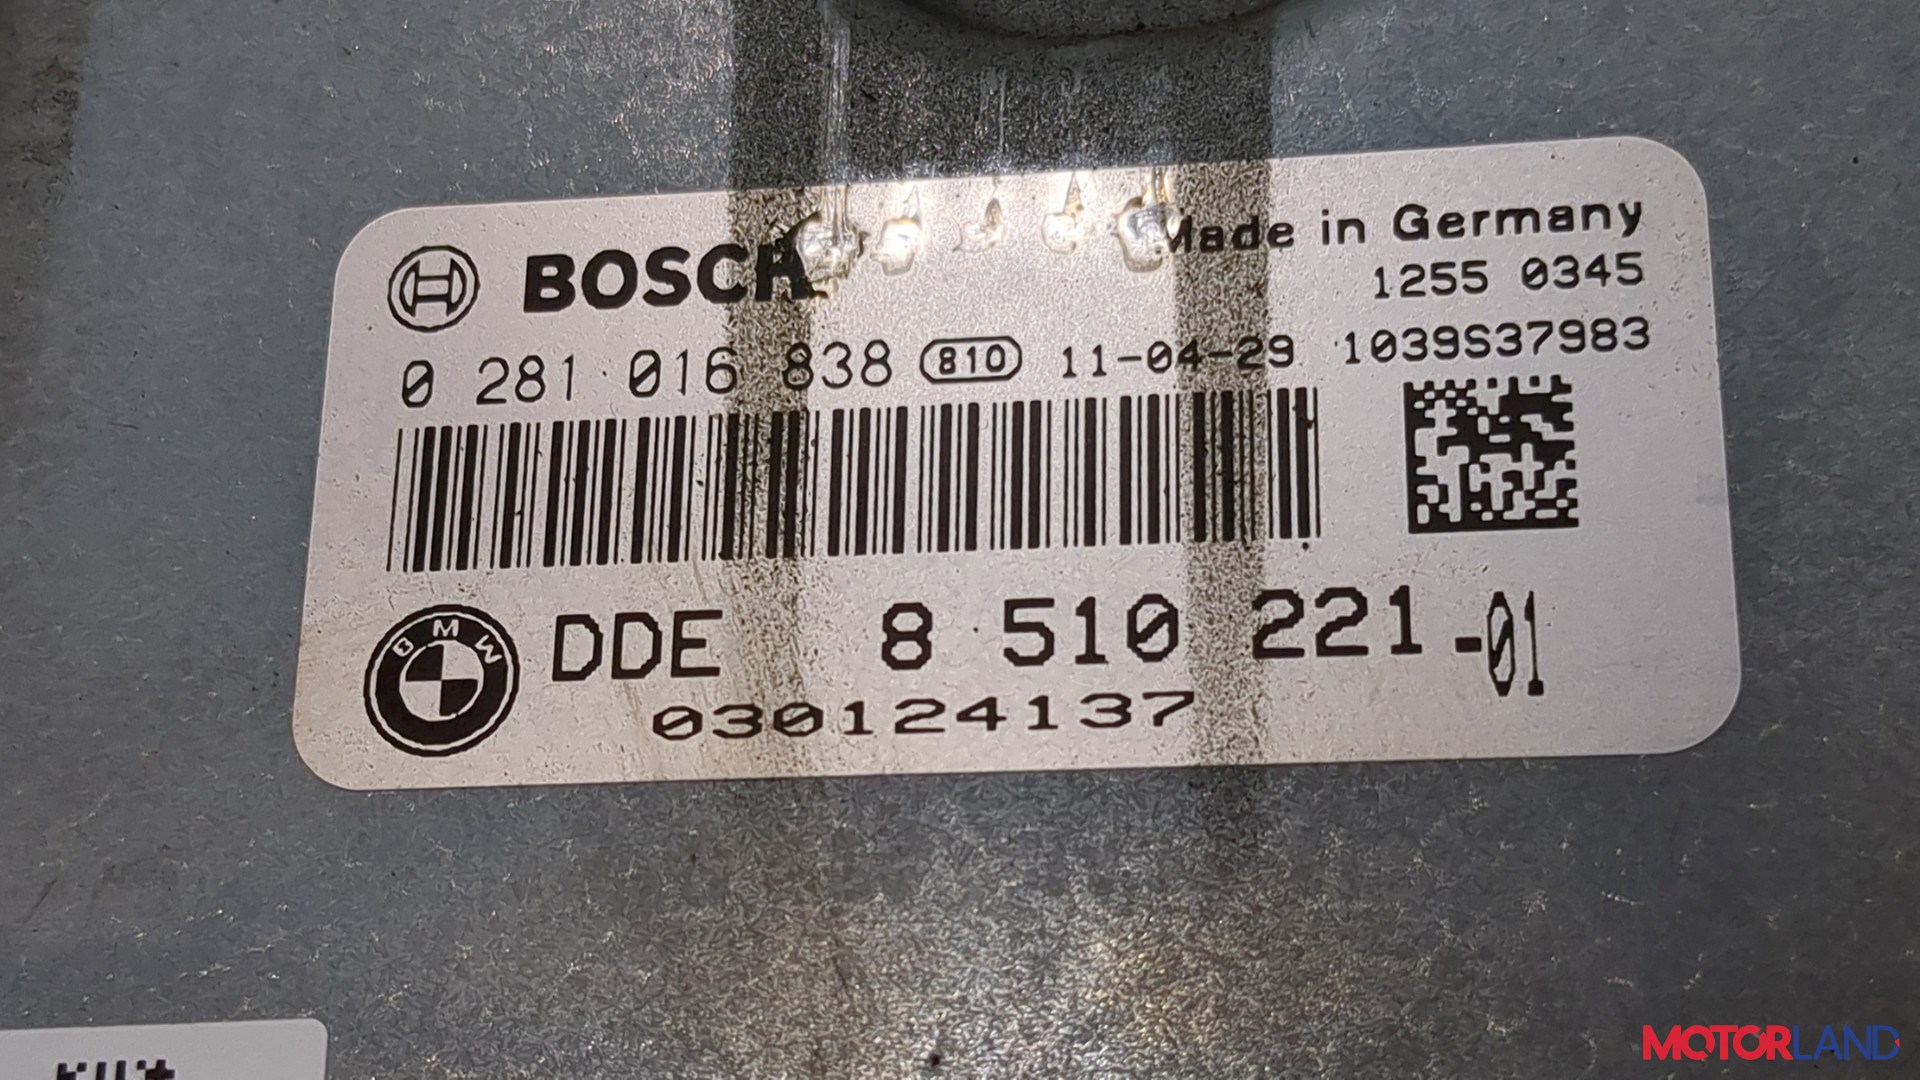 BOSCH
Made in Germany
1255 0345
0 281 016 838 810 11-04-29 1039S37983
BMW DDE 8 510 221-01
030124137
MOTORLAND